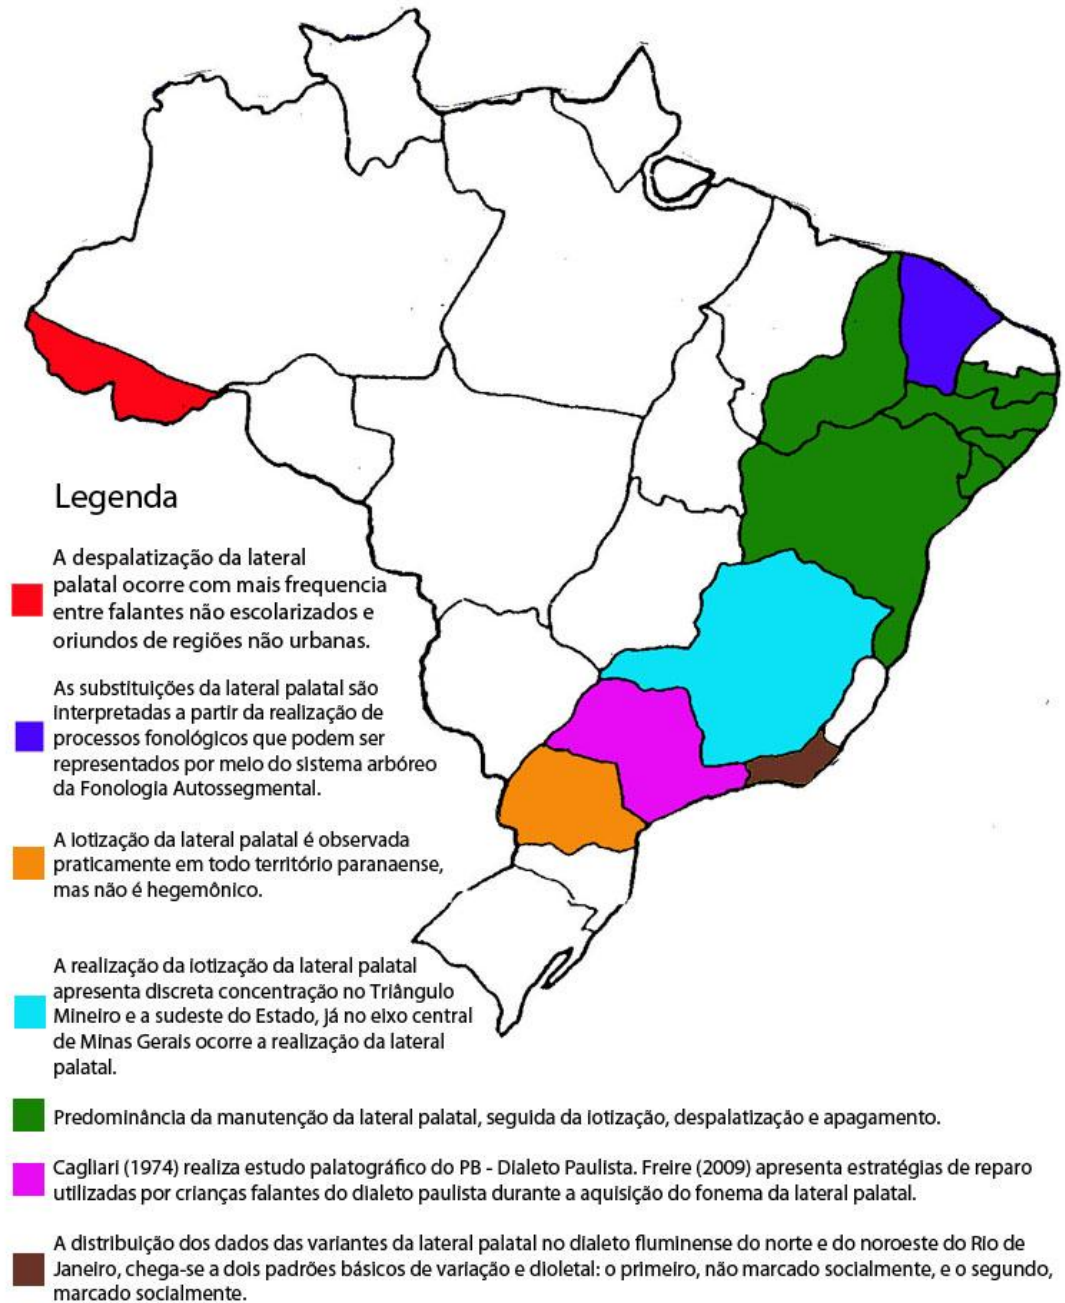 Legenda
A despalatização da lateral
palatal ocorre com mais frequencia
entre falantes não escolarizados e
oriundos de regiões não urbanas.
As substituições da lateral palatal são
interpretadas a partir da realização de
processos fonológicos que podem ser
representados por meio do sistema arbóreo
da Fonologia Autossegmental.
A iotização da lateral palatal é observada
praticamente em todo território paranaense,
mas não é hegemônico.
A realização da iotização da lateral palatal
apresenta discreta concentração no Triângulo
Mineiro e a sudeste do Estado, já no eixo central
de Minas Gerais ocorre a realização da lateral
palatal.
Predominância da manutenção da lateral palatal, seguida da iotização, despalatização e apagamento.
Cagliari (1974) realiza estudo palatográfico do PB - Dialeto Paulista. Freire (2009) apresenta estratégias de reparo
utilizadas por crianças falantes do dialeto paulista durante a aquisição do fonema da lateral palatal.
A distribuição dos dados das variantes da lateral palatal no dialeto fluminense do norte e do noroeste do Rio de
Janeiro, chega-se a dois padrões básicos de variação e dioletal: o primeiro, não marcado socialmente, e o segundo,
marcado socialmente.